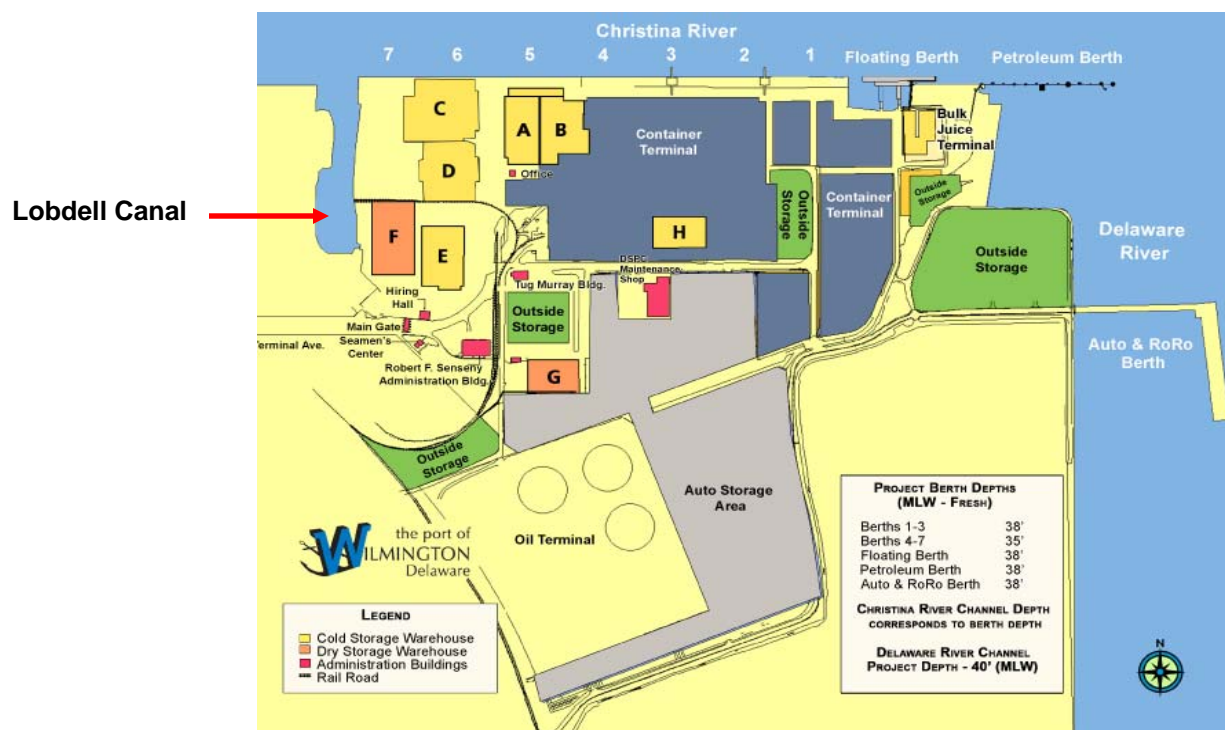 Christina River
7 6 5 4 3 2 1
Floating Berth
Petroleum Berth
C
A
B
Container
Terminal
Bulk
Juice
Terminal
D
Office
Outside
Storage
Container
Terminal
Outside
Storage
Lobdell Canal
F
E
H
Outside
Storage
Delaware
River
DSPC
Maintenance
Shop
Tug Murray Bldg.
Hiring
Hall
Outside
Storage
Main Gate
Seamen's
Center
Terminal Ave.
Robert F. Senseny
Administration Bldg.
G
Auto & RoRo
Berth
Outside
Storage
Auto Storage
Area
Oil Terminal
the port of
WILMINGTON
Delaware
LEGEND
Cold Storage Warehouse
Dry Storage Warehouse
Administration Buildings
Rail Road
PROJECT BERTH DEPTHS
(MLW - FRESH)
Berths 1-3 38'
Berths 4-7 35'
Floating Berth 38'
Petroleum Berth 38'
Auto & RoRo Berth 38'
CHRISTINA RIVER CHANNEL DEPTH
CORRESPONDS TO BERTH DEPTH
DELAWARE RIVER CHANNEL
PROJECT DEPTH - 40' (MLW)
N